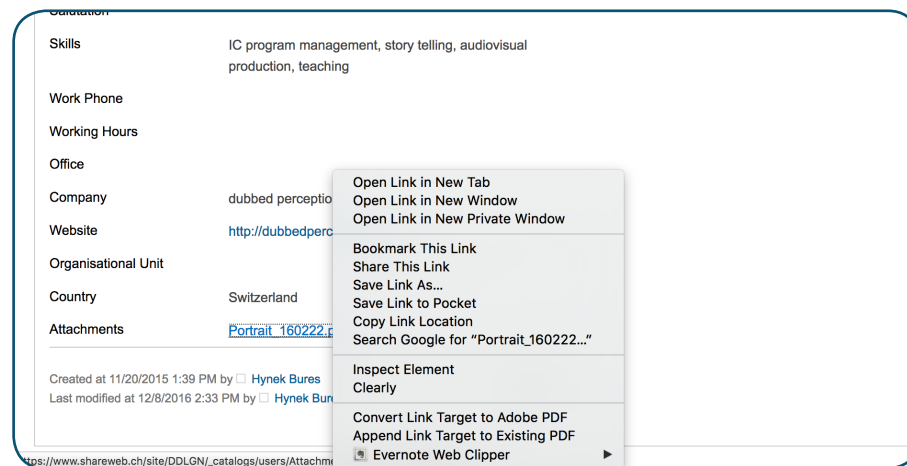 Salutation
Skills IC program management, story telling, audiovisual
production, teaching
Work Phone
Working Hours
Office
Company dubbed perceptio
Website http://dubbedperc
Organisational Unit
Country Switzerland
Attachments Portrait_160222.p
Created at 11/20/2015 1:39 PM by Hynek Bures
Last modified at 12/8/2016 2:33 PM by Hynek Bure
ttps://www.shareweb.ch/site/DDLGN/_catalogs/users/Attachme
Open Link in New Tab
Open Link in New Window
Open Link in New Private Window
Bookmark This Link
Share This Link
Save Link As...
Save Link to Pocket
Copy Link Location
Search Google for “Portrait_160222...”
Inspect Element
Clearly
Convert Link Target to Adobe PDF
Append Link Target to Existing PDF
Evernote Web Clipper